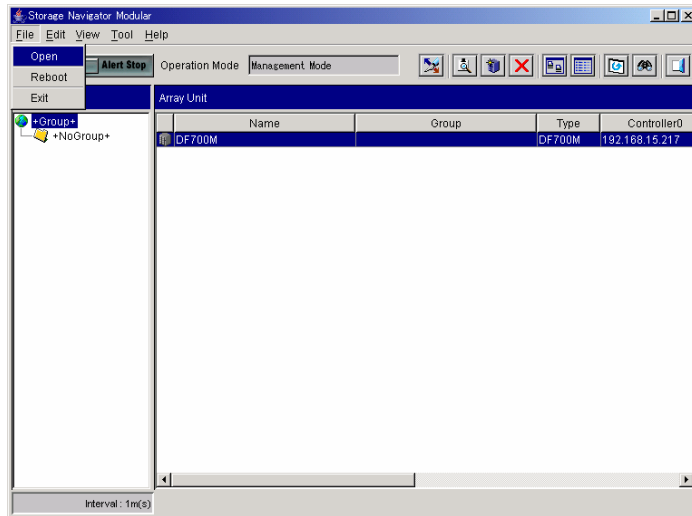 Storage Navigator Modular
File Edit View Tool Help
Open
Reboot
Exit
Alert Stop
Operation Mode
Management Mode
Array Unit
+Group+
+NoGroup+
Name Group Type Controller0
DF700M DF700M 192.168.15.217
Interval : 1m(s)